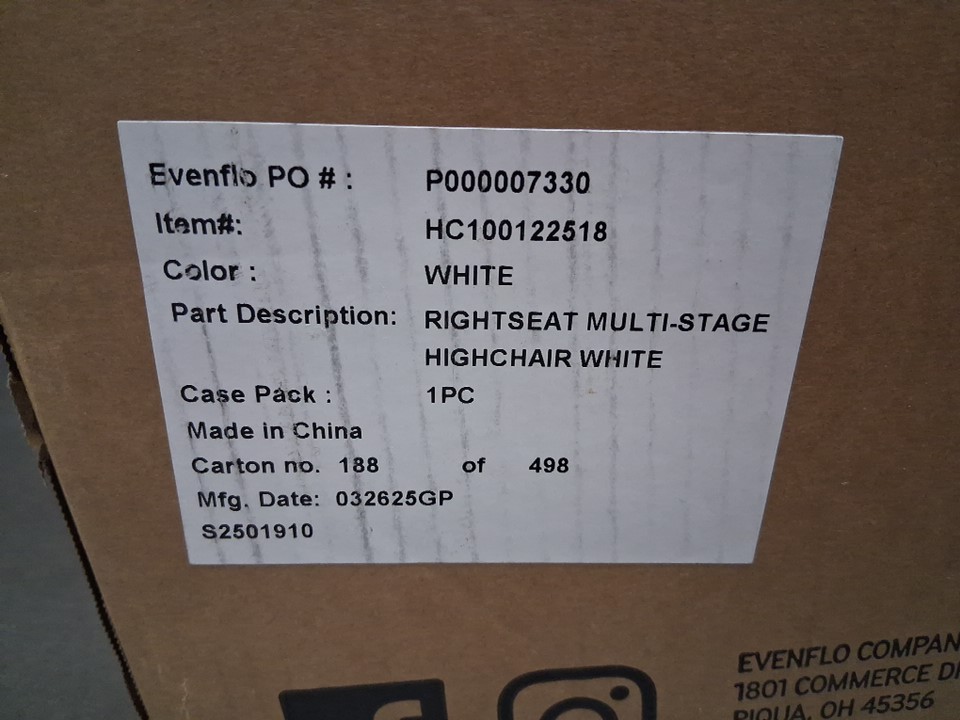 Evenflo PO # : P000007330
Item#: HC100122518
Color : WHITE
Part Description: RIGHTSEAT MULTI-STAGE
HIGHCHAIR WHITE
Case Pack : 1PC
Made in China
Carton no. 188 of 498
Mfg. Date: 032625GP
S2501910
EVENFLO COMPAN
1801 COMMERCE D
PIQUA, OH 45356